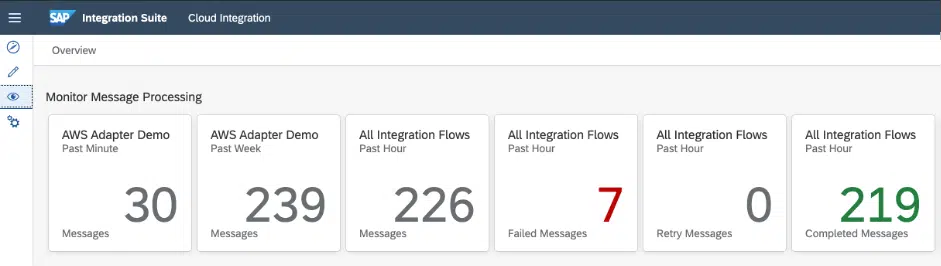 SAP Integration Suite Cloud Integration
Overview
Monitor Message Processing
AWS Adapter Demo
Past Minute
30
Messages
AWS Adapter Demo
Past Week
239
Messages
All Integration Flows
Past Hour
226
Messages
All Integration Flows
Past Hour
7
Failed Messages
All Integration Flows
Past Hour
0
Retry Messages
All Integration Flows
Past Hour
219
Completed Messages